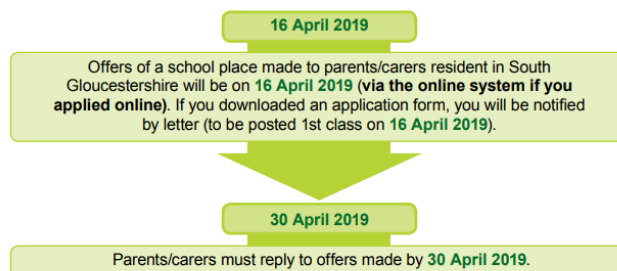 16 April 2019
Offers of a school place made to parents/carers resident in South
Gloucestershire will be on 16 April 2019 (via the online system if you
applied online). If you downloaded an application form, you will be notified
by letter (to be posted 1st class on 16 April 2019).
30 April 2019
Parents/carers must reply to offers made by 30 April 2019.